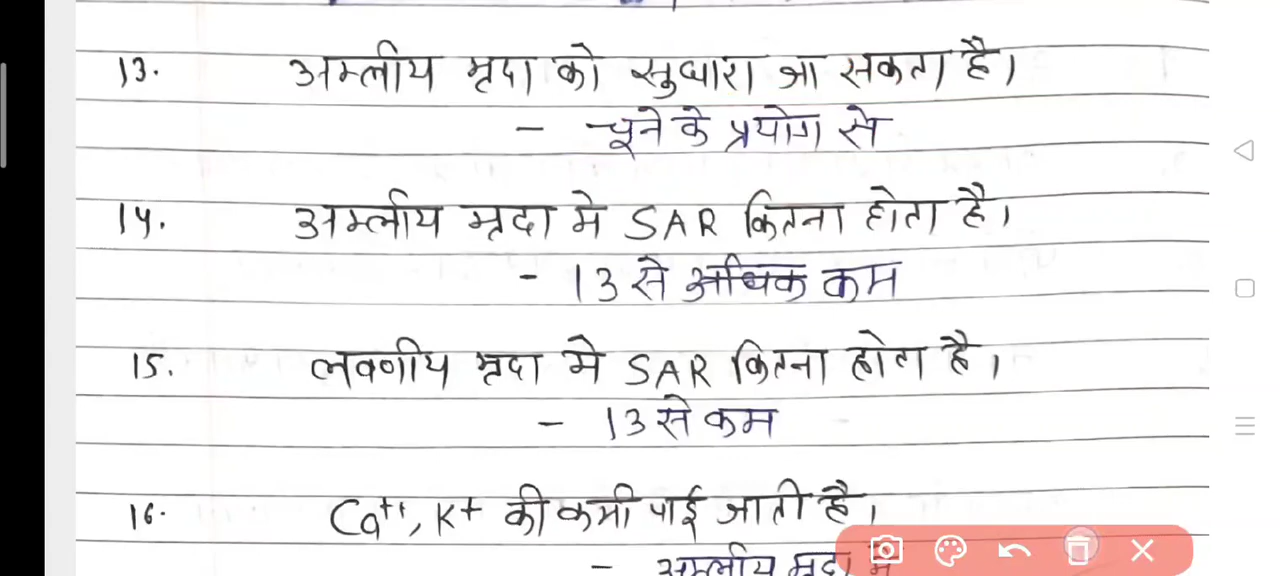 13. अम्लीय मृदा को सुधारा जा सकता है।
- चूने के प्रयोग से
14. अम्लीय मृदा मे SAR कितना होता है।
- 13 से अधिक कम
15. लवणीय मृदा मे SAR कितना होता है।
- 13 से कम
16. Ca++, K+ की कमी पाई जाती है।
- अम्लीय मृदा में